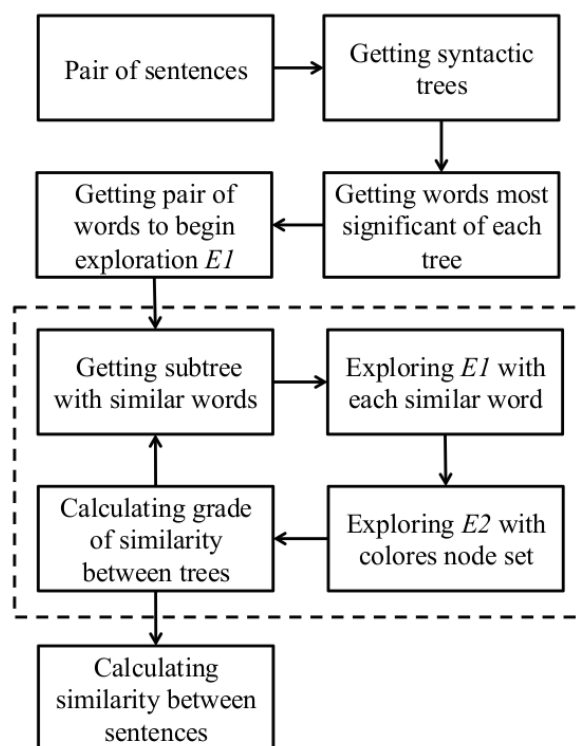 Pair of sentences
Getting syntactic
trees
Getting pair of
words to begin
exploration E1
Getting words most
significant of each
tree
Getting subtree
with similar words
Exploring E1 with
each similar word
Calculating grade
of similarity
between trees
Exploring E2 with
colores node set
Calculating
similarity between
sentences